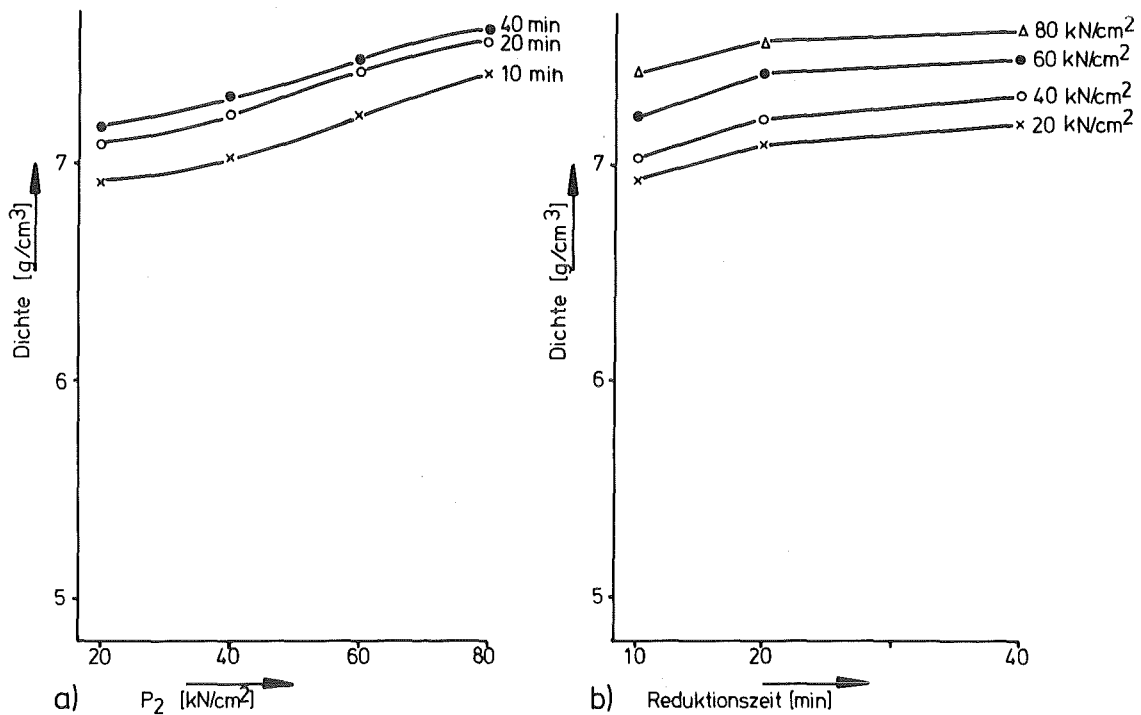 40 min
20 min
10 min
7
6
5
Dichte [g/cm³]
20 40 60 80
a) P₂ [kN/cm²]
80 kN/cm²
60 kN/cm²
40 kN/cm²
20 kN/cm²
7
6
5
Dichte [g/cm³]
10 20 40
b) Reduktionszeit [min]